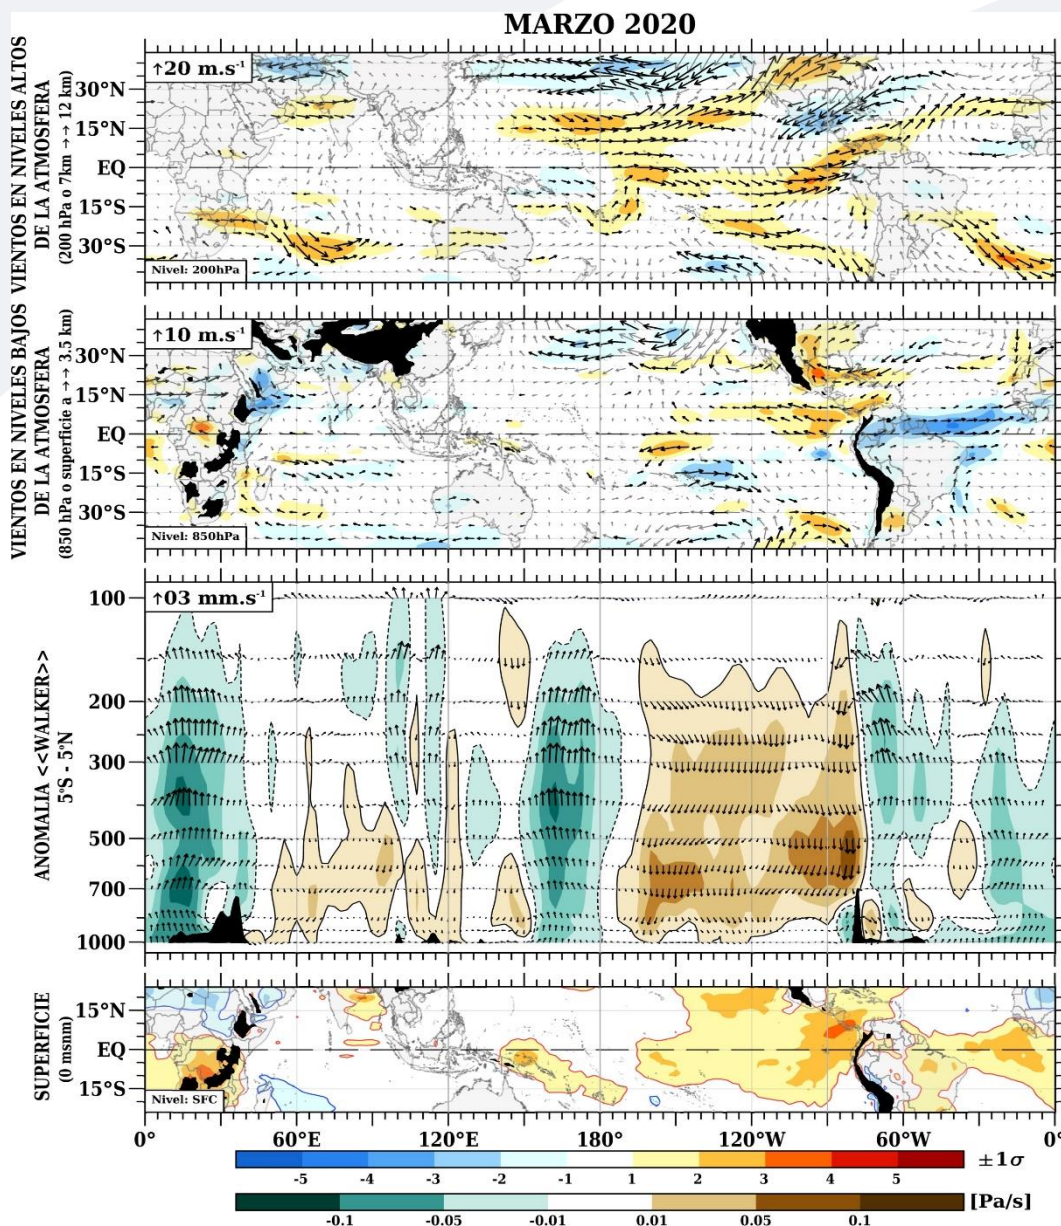 MARZO 2020
VIENTOS EN NIVELES ALTOS
DE LA ATMOSFERA
(200 hPa o 7km →→ 12 km)
↑20 m.s⁻¹
30°N
15°N
EQ
15°S
30°S
Nivel: 200hPa
VIENTOS EN NIVELES BAJOS
DE LA ATMOSFERA
(850 hPa o superficie a →→ 3.5 km)
↑10 m.s⁻¹
30°N
15°N
EQ
15°S
30°S
Nivel: 850hPa
ANOMALIA <<WALKER>>
5°S - 5°N
↑03 mm.s⁻¹
100
200
300
500
700
1000
SUPERFICIE
(0 msnmm)
15°N
EQ
15°S
Nivel: SFC
0° 60°E 120°E 180° 120°W 60°W 0°
±1σ
-5 -4 -3 -2 -1 1 2 3 4 5
[Pa/s]
-0.1 -0.05 -0.01 0.01 0.05 0.1